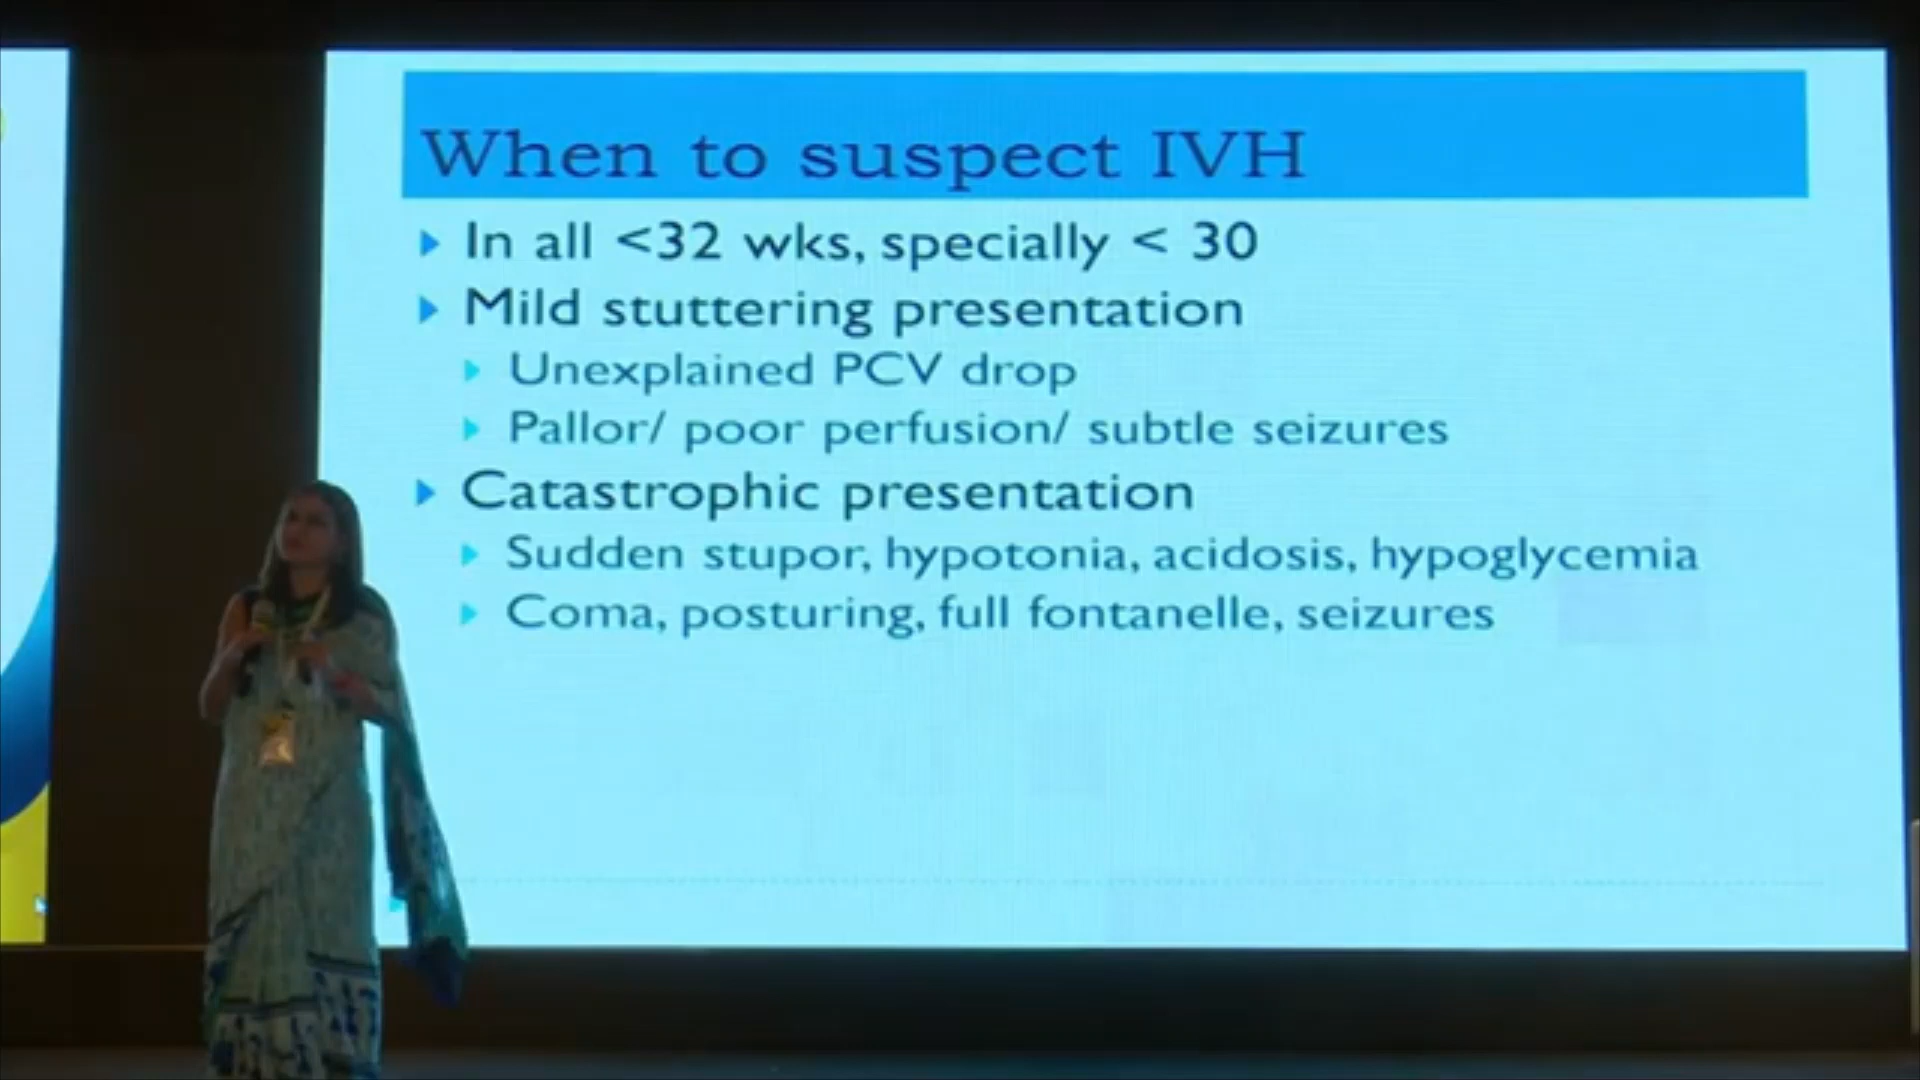 When to suspect IVH
In all <32 wks, specially < 30
Mild stuttering presentation
Unexplained PCV drop
Pallor/ poor perfusion/ subtle seizures
Catastrophic presentation
Sudden stupor, hypotonia, acidosis, hypoglycemia
Coma, posturing, full fontanelle, seizures